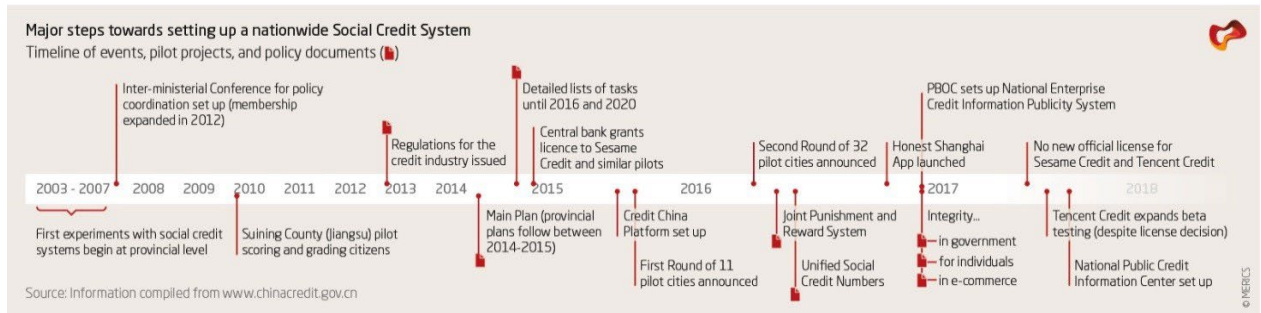 Major steps towards setting up a nationwide Social Credit System
Timeline of events, pilot projects, and policy documents ( )
Inter-ministerial Conference for policy
coordination set up (membership
expanded in 2012)
Regulations for the
credit industry issued
Detailed lists of tasks
until 2016 and 2020
Central bank grants
licence to Sesame
Credit and similar pilots
Second Round of 32
pilot cities announced
Honest Shanghai
App launched
PBOC sets up National Enterprise
Credit Information Publicity System
No new official license for
Sesame Credit and Tencent Credit
2003 - 2007 2008 2009 2010 2011 2012 2013 2014 2015 2016 2017 2018
First experiments with social credit
systems begin at provincial level
Suining County (Jiangsu) pilot
scoring and grading citizens
Main Plan (provincial
plans follow between
2014-2015)
Credit China
Platform set up
First Round of 11
pilot cities announced
Joint Punishment and
Reward System
Unified Social
Credit Numbers
Integrity...
in government
for individuals
in e-commerce
Tencent Credit expands beta
testing (despite license decision)
National Public Credit
Information Center set up
Source: Information compiled from www.chinacredit.gov.cn
© MERICS